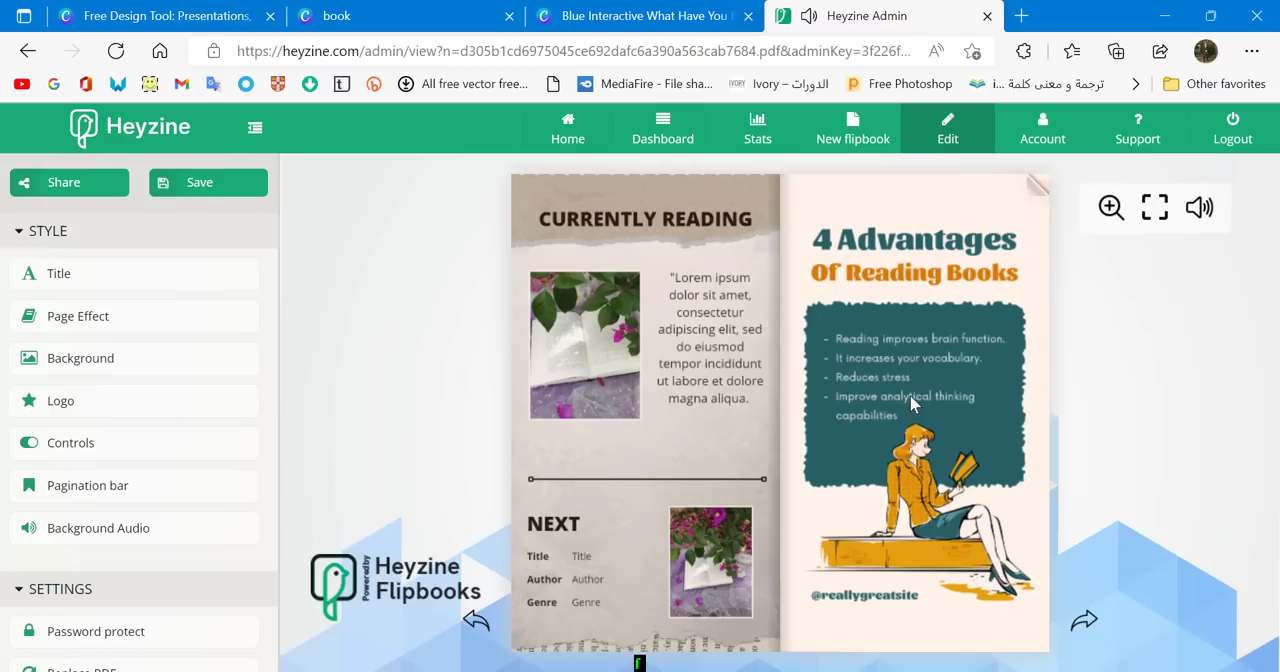 Free Design Tool: Presentations,
book
Blue Interactive What Have You
Heyzine Admin
https://heyzine.com/admin/view?n=d305b1cd6975045ce692dafc6a390a563cab7684.pdf&adminKey=3f226f...
All free vector free...
MediaFire - File sha...
IVORY
Ivory – الدورات
Free Photoshop
ترجمة و معنى كلمة i...
Other favorites
Heyzine
Home
Dashboard
Stats
New flipbook
Edit
Account
Support
Logout
Share
Save
STYLE
Title
Page Effect
Background
Logo
Controls
Pagination bar
Background Audio
SETTINGS
Password protect
CURRENTLY READING
"Lorem ipsum
dolor sit amet,
consectetur
adipiscing elit, sed
do eiusmod
tempor incididunt
ut labore et dolore
magna aliqua.
NEXT
Title Title
Author Author
Genre Genre
4 Advantages
Of Reading Books
- Reading improves brain function.
- It increases your vocabulary.
- Reduces stress
- Improve analytical thinking
capabilities
@reallygreatsite
Powered by
Heyzine
Flipbooks